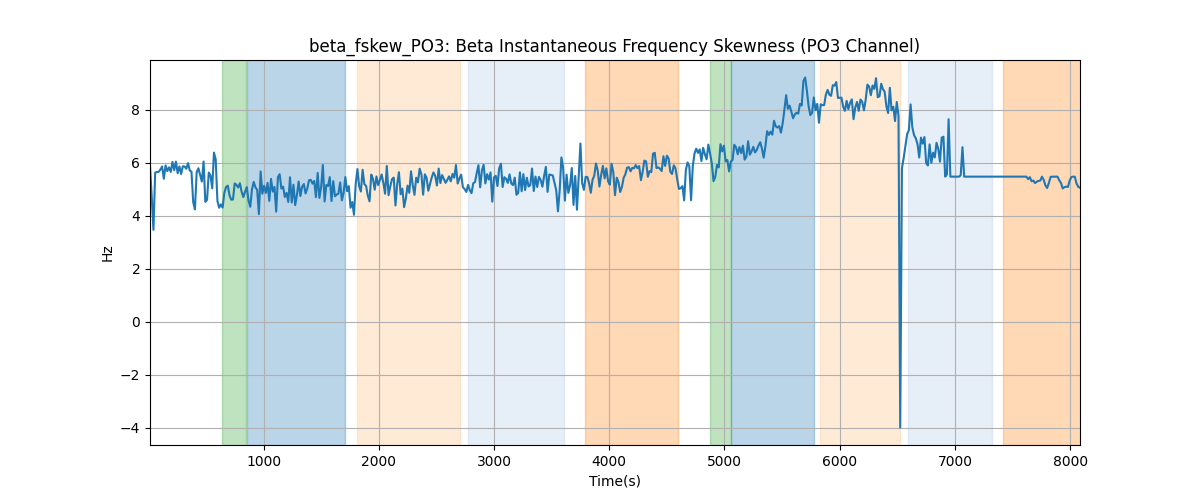 beta_fskew_PO3: Beta Instantaneous Frequency Skewness (PO3 Channel)
8
6
4
2
0
−2
−4
Hz
1000 2000 3000 4000 5000 6000 7000 8000
Time(s)